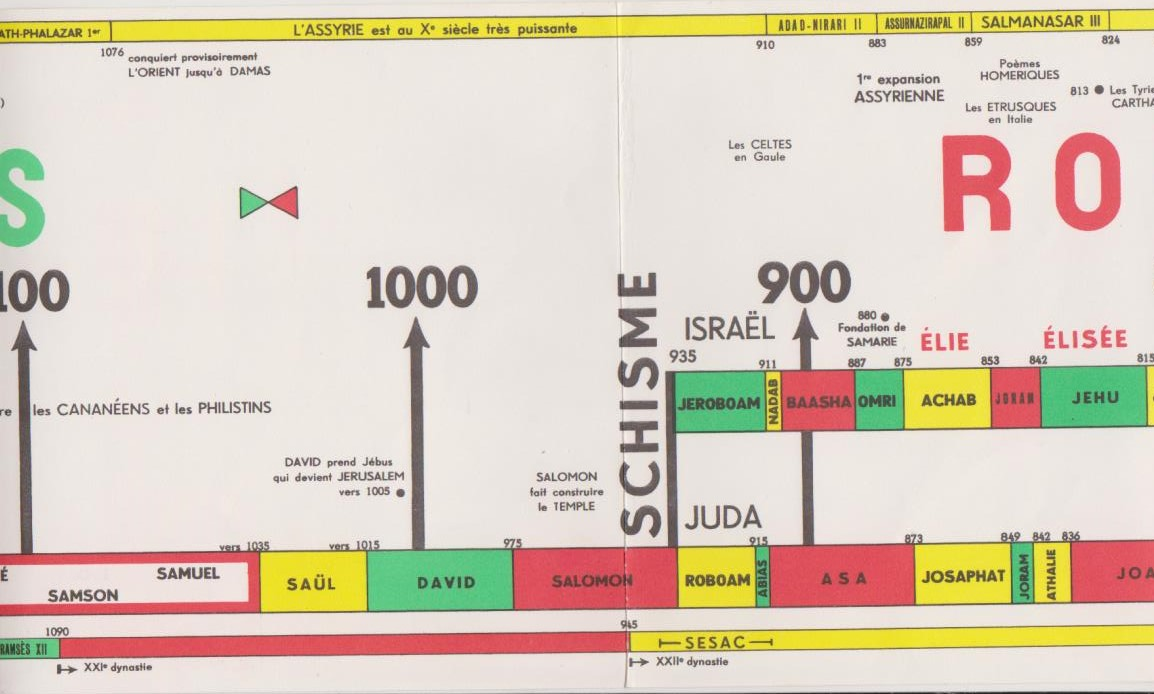 ATH-PHALAZAR 1er
L'ASSYRIE est au Xe siècle très puissante
ADAD-NIRARI II
ASSURNAZIRAPAL II
SALMANASAR III
1076
conquiert provisoirement
L'ORIENT jusqu'à DAMAS
910
883
859
824
)
1re expansion
ASSYRIENNE
Poèmes
HOMERIQUES
Les ETRUSQUES
en Italie
813 ● Les Tyrie
CARTHA
Les CELTES
en Gaule
S
R O
100
1000
900
SCHISME
ISRAËL
880 ●
Fondation de
SAMARIE
ÉLIE
ÉLISÉE
935
911
887
875
853
842
815
JEROBOAM
NADAB
BAASHA
OMRI
ACHAB
JORAM
JEHU
re les CANANÉENS et les PHILISTINS
DAVID prend Jébus
qui devient JERUSALEM
vers 1005 ●
SALOMON
fait construire
le TEMPLE
JUDA
vers 1035
vers 1015
975
915
873
849
842
836
É
SAMSON
SAMUEL
SAÜL
DAVID
SALOMON
ROBOAM
ABIAS
ASA
JOSAPHAT
JORAM
ATHALIE
JOA
1090
945
RAMSÈS XII
SESAC
XXIe dynastie
XXIIe dynastie